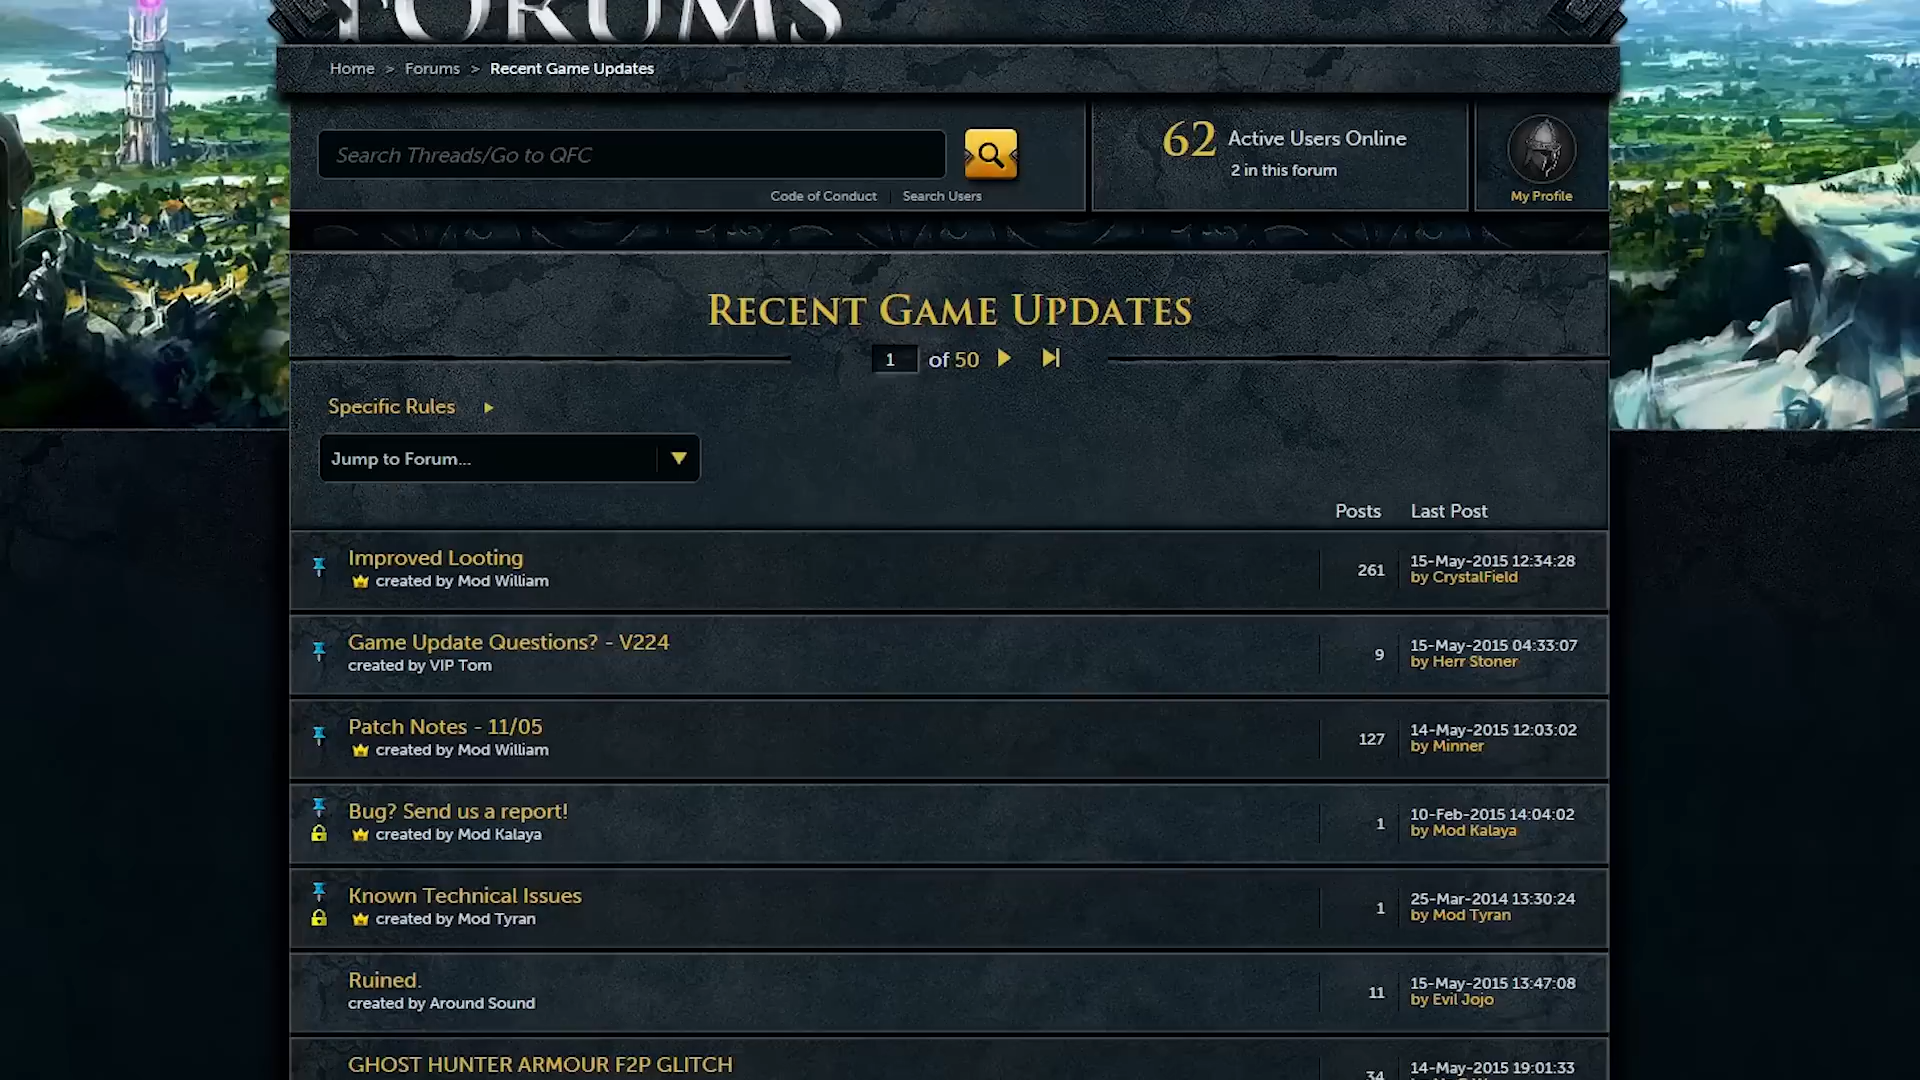 FORUMS
Home > Forums > Recent Game Updates
Search Threads/Go to QFC
62 Active Users Online
2 in this forum
My Profile
Code of Conduct
Search Users
RECENT GAME UPDATES
1 of 50
Specific Rules
Jump to Forum...
Posts
Last Post
Improved Looting
created by Mod William
261
15-May-2015 12:34:28
by CrystalField
Game Update Questions? - V224
created by VIP Tom
9
15-May-2015 04:33:07
by Herr Stoner
Patch Notes - 11/05
created by Mod William
127
14-May-2015 12:03:02
by Minner
Bug? Send us a report!
created by Mod Kalaya
1
10-Feb-2015 14:04:02
by Mod Kalaya
Known Technical Issues
created by Mod Tyran
1
25-Mar-2014 13:30:24
by Mod Tyran
Ruined.
created by Around Sound
11
15-May-2015 13:47:08
by Evil Jojo
GHOST HUNTER ARMOUR F2P GLITCH
34
14-May-2015 19:01:33